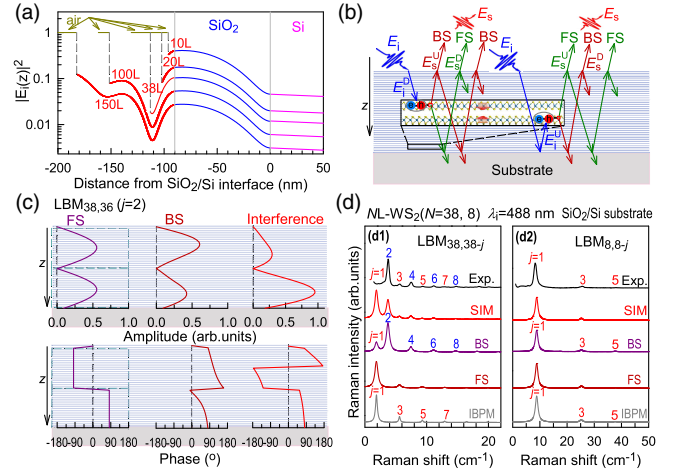 (a)
air
SiO2
Si
10L
20L
38L
100L
150L
1
0.1
0.01
|Ei(z)|²
-200 -150 -100 -50 0 50
Distance from SiO2/Si interface (nm)
(b)
Ei
Es
BS FS BS
Ei
Es
FS BS FS
EiD
EsU
EsD
EsU
EsD
EiU
z
Substrate
(c)
LBM38,36 (j=2)
FS
BS
Interference
z
0.0 0.5 0.0 0.5 0.0 0.5 1.0
Amplitude (arb.units)
z
-180 -90 0 90 180 -180 -90 0 90 180 -180 -90 0 90 180
Phase (º)
(d)
NL-WS2(N=38, 8) λi=488 nm SiO2/Si substrate
Raman intensity (arb.units)
(d1)
LBM38,38-j
j=1 2 3 4 5 6 7 8 Exp.
SIM
j=1 2 4 6 8 BS
FS
j=1 3 5 7 IBPM
0 5 10 15 20
Raman shift (cm-1)
(d2)
LBM8,8-j
j=1 3 5 Exp.
SIM
j=1 3 5 BS
FS
j=1 3 5 IBPM
0 10 20 30 40 50
Raman shift (cm-1)